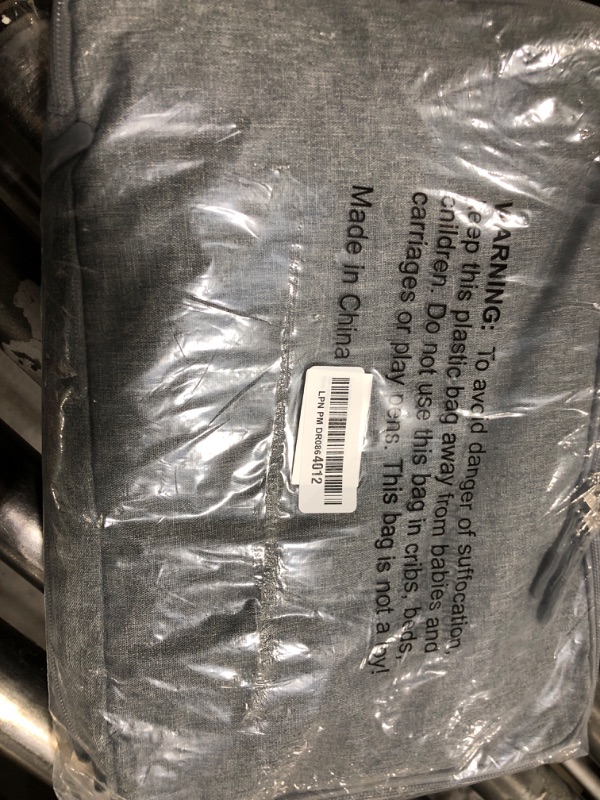 WARNING: To avoid danger of suffocation,
keep this plastic bag away from babies and
children. Do not use this bag in cribs, beds,
carriages or play pens. This bag is not a toy!
Made in China
LPN PM DR0864012